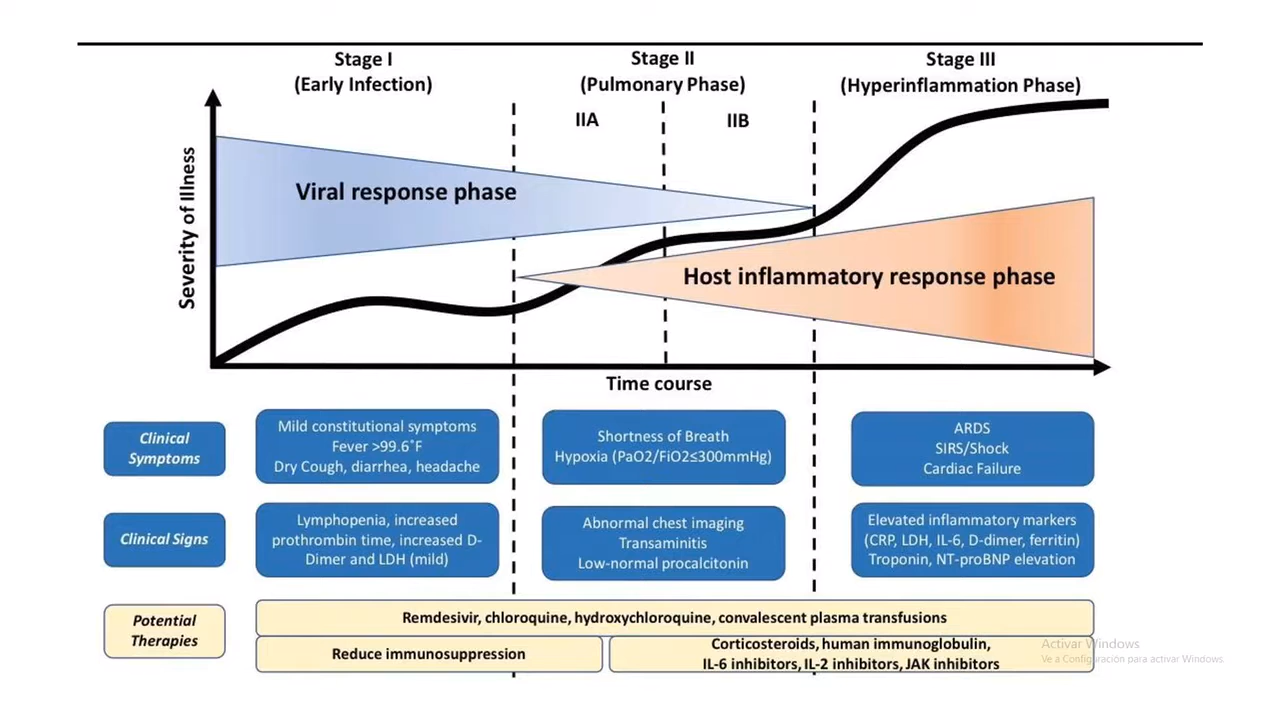 Stage I
(Early Infection)
Stage II
(Pulmonary Phase)
Stage III
(Hyperinflammation Phase)
IIA
IIB
Severity of Illness
Viral response phase
Host inflammatory response phase
Time course
Clinical
Symptoms
Mild constitutional symptoms
Fever >99.6°F
Dry Cough, diarrhea, headache
Shortness of Breath
Hypoxia (PaO2/FiO2≤300mmHg)
ARDS
SIRS/Shock
Cardiac Failure
Clinical Signs
Lymphopenia, increased
prothrombin time, increased D-
Dimer and LDH (mild)
Abnormal chest imaging
Transaminitis
Low-normal procalcitonin
Elevated inflammatory markers
(CRP, LDH, IL-6, D-dimer, ferritin)
Troponin, NT-proBNP elevation
Potential
Therapies
Remdesivir, chloroquine, hydroxychloroquine, convalescent plasma transfusions
Reduce immunosuppression
Corticosteroids, human immunoglobulin,
IL-6 inhibitors, IL-2 inhibitors, JAK inhibitors
Activar Windows
Ve a Configuración para activar Windows.